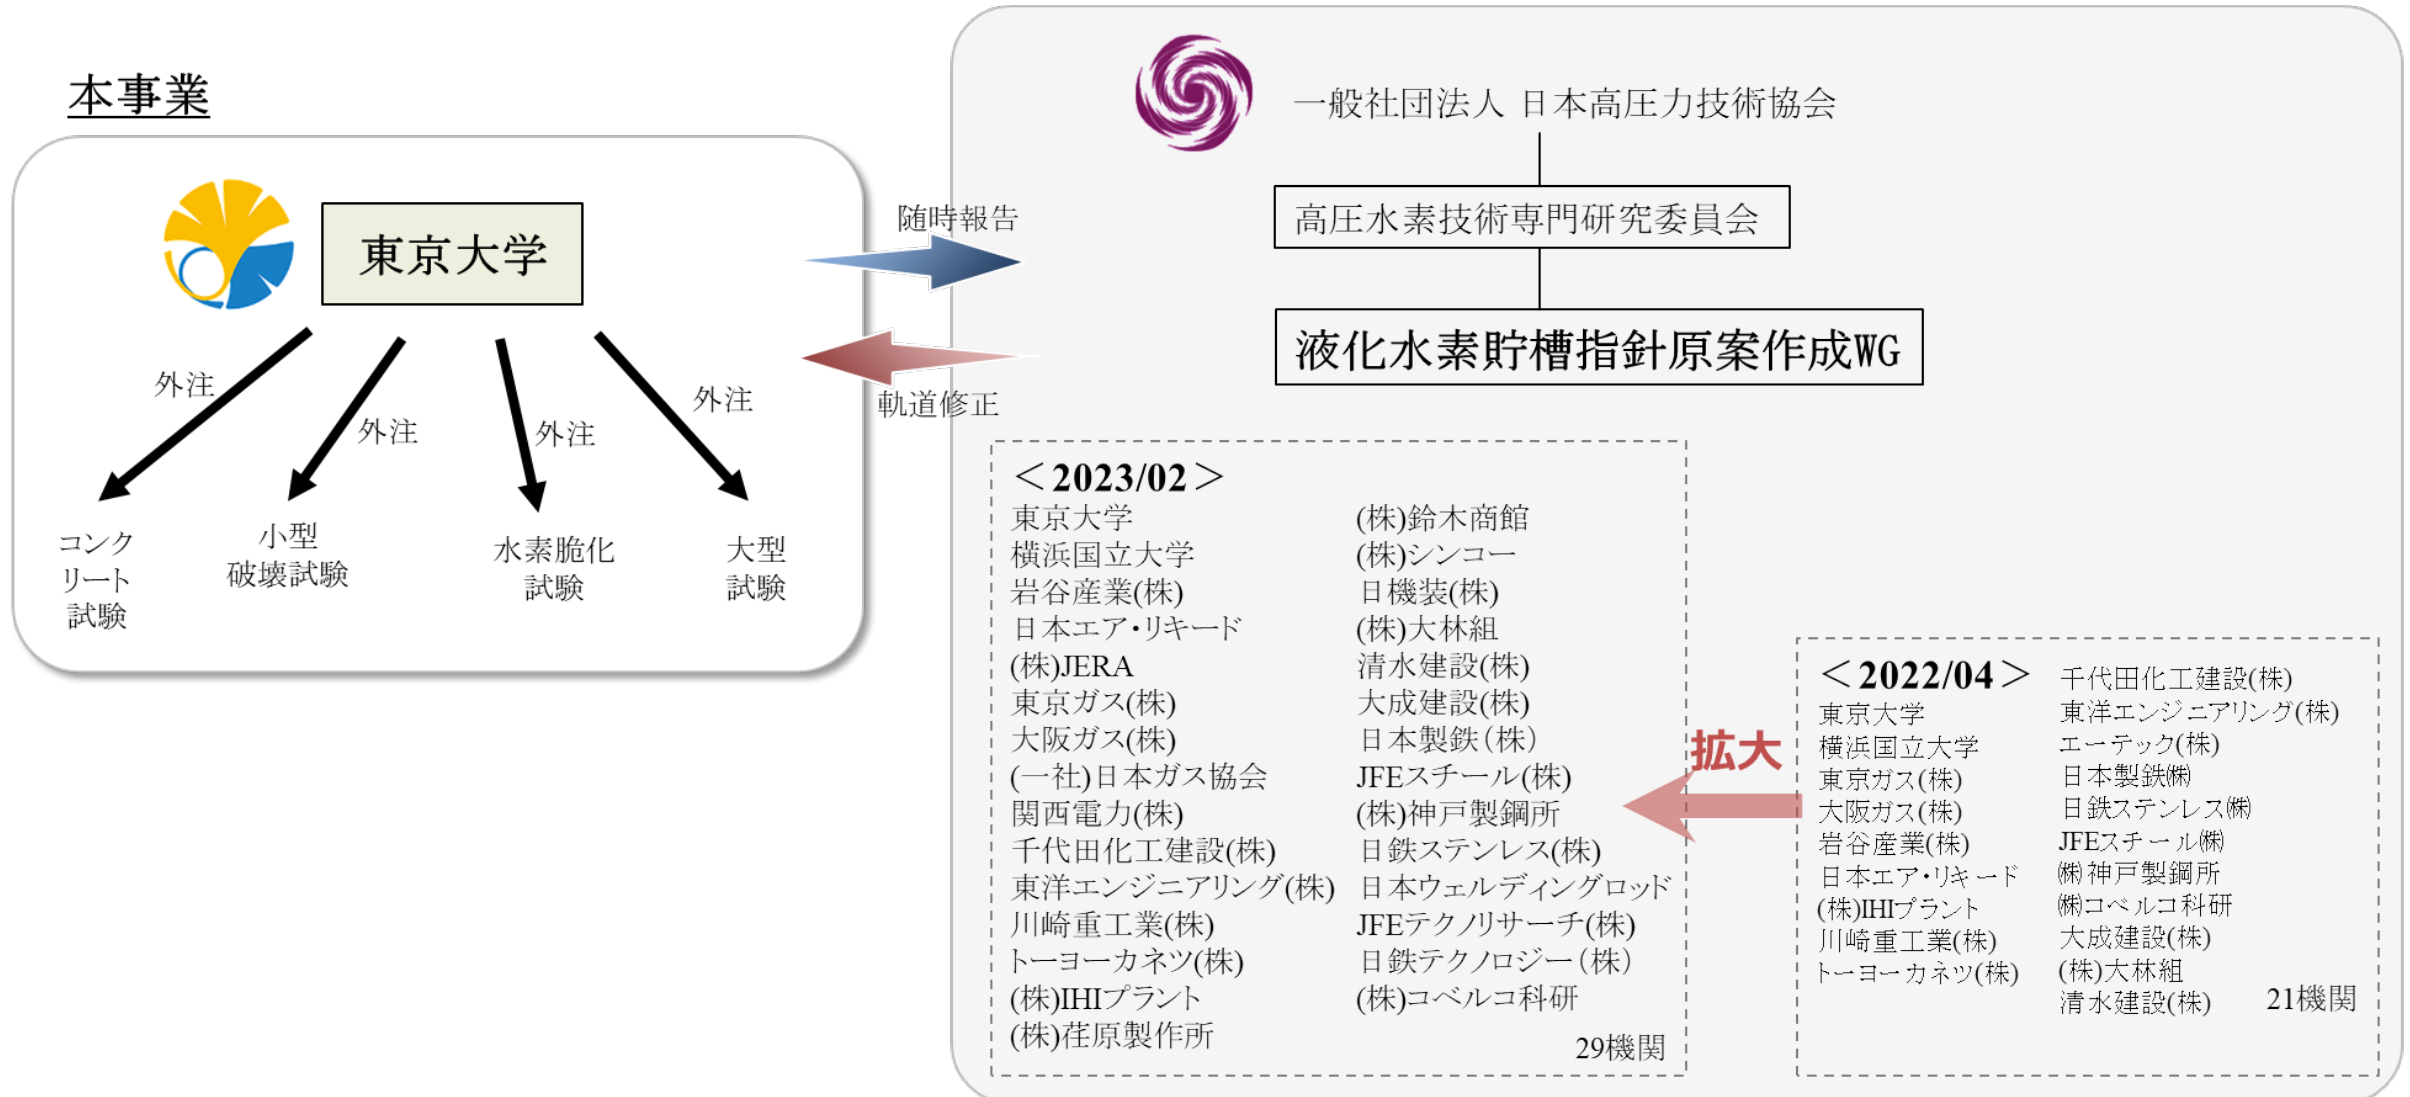 本事業
東京大学
外注
外注
外注
外注
コンク
リート
試験
小型
破壊試験
水素脆化
試験
大型
試験
随時報告
軌道修正
一般社団法人 日本高圧力技術協会
高圧水素技術専門研究委員会
液化水素貯槽指針原案作成WG
＜2023/02＞
東京大学
横浜国立大学
岩谷産業(株)
日本エア・リキード
(株)JERA
東京ガス(株)
大阪ガス(株)
(一社)日本ガス協会
関西電力(株)
千代田化工建設(株)
東洋エンジニアリング(株)
川崎重工業(株)
トーヨーカネツ(株)
(株)IHIプラント
(株)荏原製作所
(株)鈴木商館
(株)シンコー
日機装(株)
(株)大林組
清水建設(株)
大成建設(株)
日本製鉄（株）
JFEスチール(株)
(株)神戸製鋼所
日鉄ステンレス(株)
日本ウェルディングロッド
JFEテクノリサーチ(株)
日鉄テクノロジー（株）
(株)コベルコ科研
29機関
拡大
＜2022/04＞
東京大学
横浜国立大学
東京ガス(株)
大阪ガス(株)
岩谷産業(株)
日本エア・リキード
(株)IHIプラント
川崎重工業(株)
トーヨーカネツ(株)
千代田化工建設(株)
東洋エンジニアリング(株)
エーテック(株)
日本製鉄㈱
日鉄ステンレス㈱
JFEスチール㈱
㈱神戸製鋼所
㈱コベルコ科研
大成建設(株)
(株)大林組
清水建設(株)
21機関